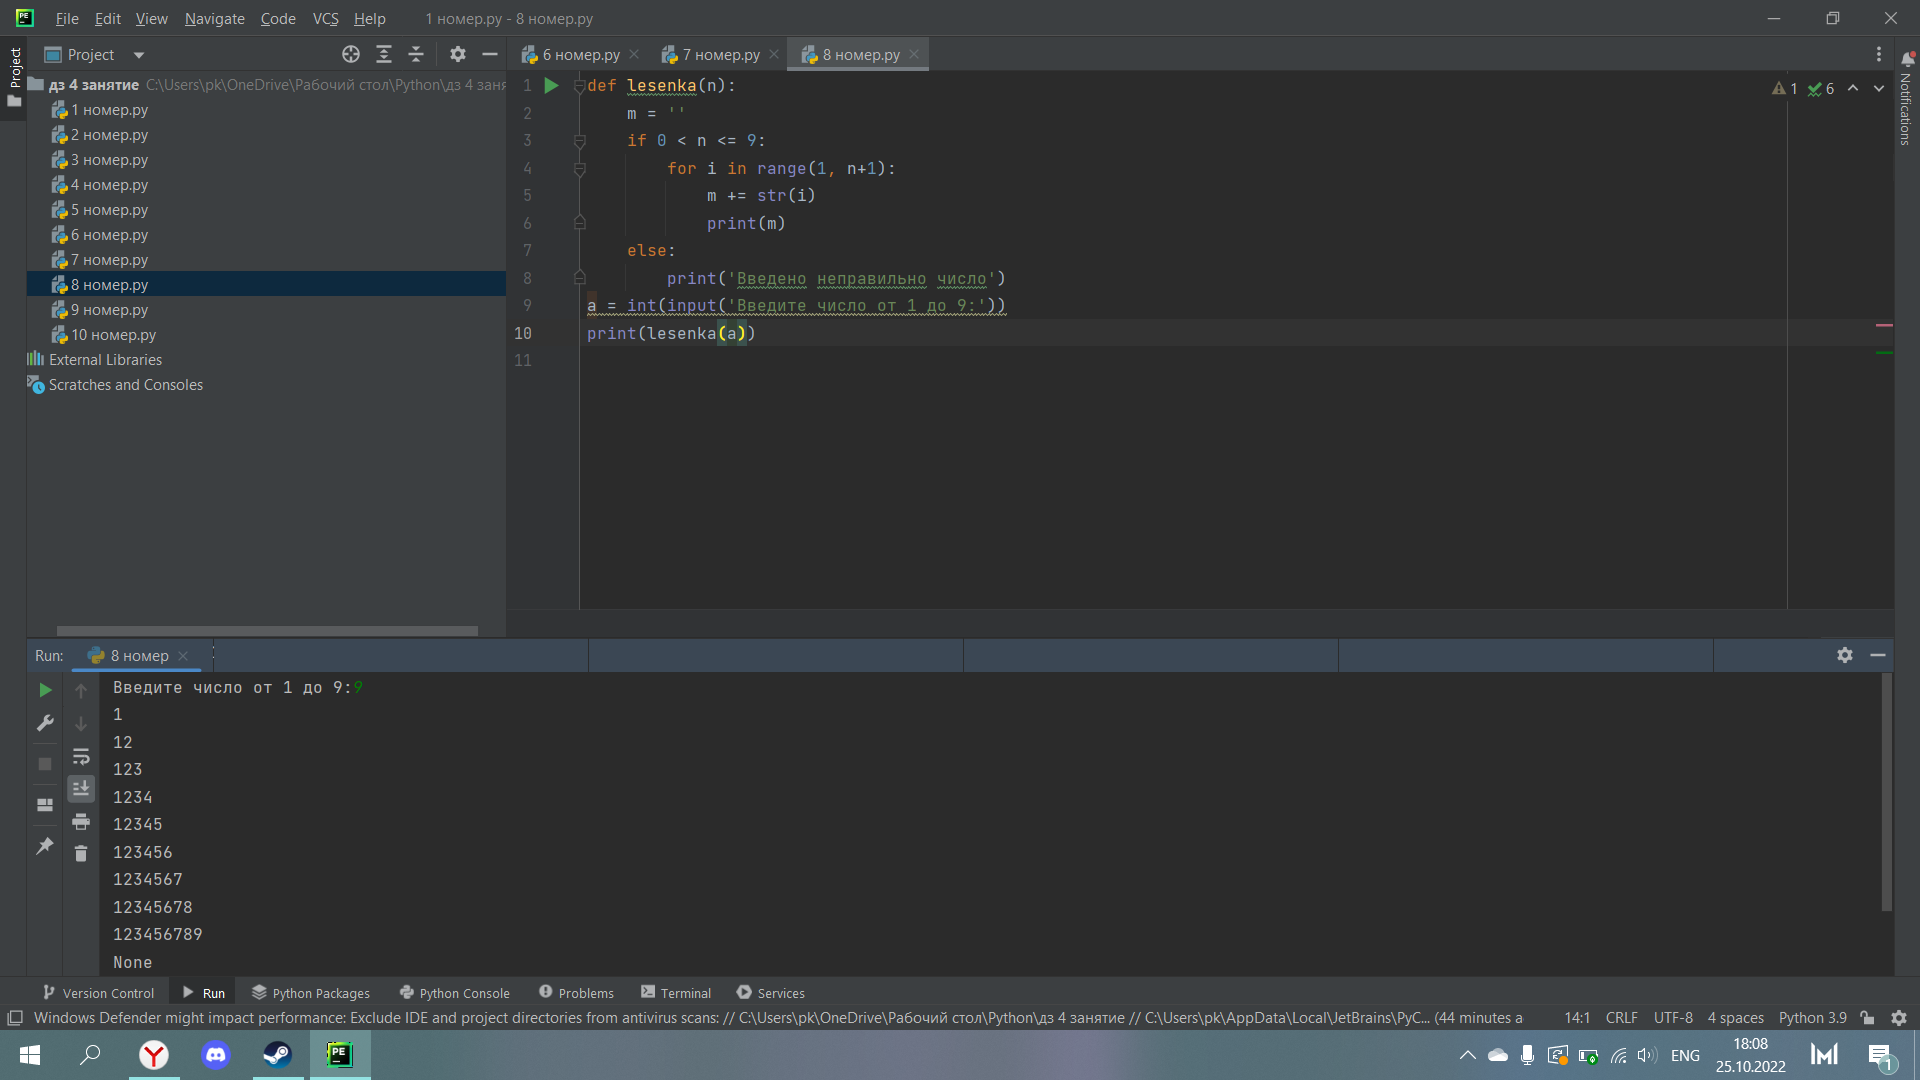 File Edit View Navigate Code VCS Help 1 номер.py - 8 номер.py
Project
Project
6 номер.py
7 номер.py
8 номер.py
Notifications
дз 4 занятие C:\Users\pk\OneDrive\Рабочий стол\Python\дз 4 заня
1 номер.py
2 номер.py
3 номер.py
4 номер.py
5 номер.py
6 номер.py
7 номер.py
8 номер.py
9 номер.py
10 номер.py
External Libraries
Scratches and Consoles
1 6
1 def lesenka(n):
2 m = ''
3 if 0 < n <= 9:
4 for i in range(1, n+1):
5 m += str(i)
6 print(m)
7 else:
8 print('Введено неправильно число')
9 a = int(input('Введите число от 1 до 9:'))
10 print(lesenka(a))
11
Run: 8 номер
Введите число от 1 до 9:9
1
12
123
1234
12345
123456
1234567
12345678
123456789
None
Version Control Run Python Packages Python Console Problems Terminal Services
Windows Defender might impact performance: Exclude IDE and project directories from antivirus scans: // C:\Users\pk\OneDrive\Рабочий стол\Python\дз 4 занятие // C:\Users\pk\AppData\Local\JetBrains\PyC... (44 minutes a 14:1 CRLF UTF-8 4 spaces Python 3.9
PE
ENG
18:08
25.10.2022
1